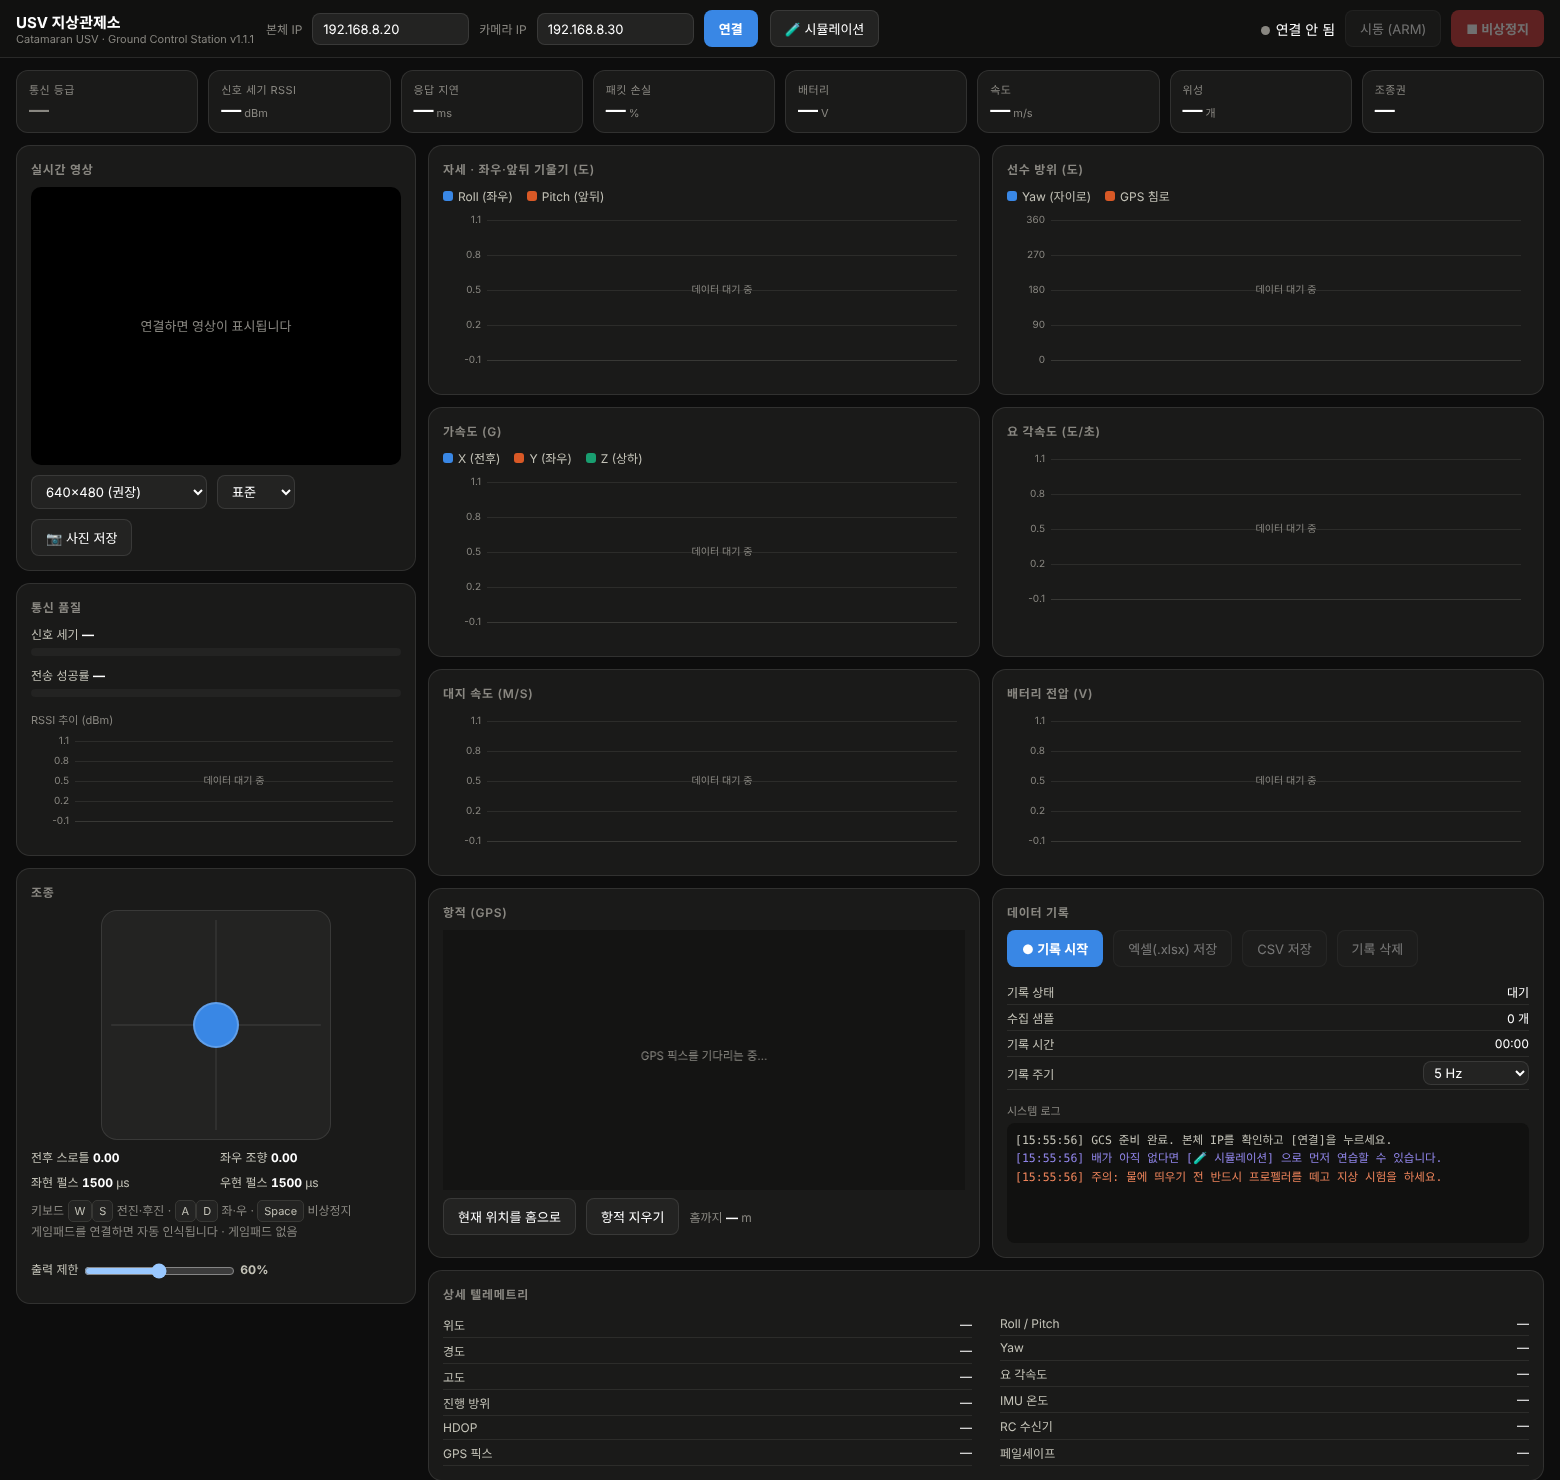 USV 지상관제소
Catamaran USV · Ground Control Station v1.1.1
본체 IP
192.168.8.20
카메라 IP
192.168.8.30
연결
🧪 시뮬레이션
● 연결 안 됨
시동 (ARM)
■ 비상정지
통신 등급
—
신호 세기 RSSI
— dBm
응답 지연
— ms
패킷 손실
— %
배터리
— V
속도
— m/s
위성
— 개
조종권
—
실시간 영상
연결하면 영상이 표시됩니다
640×480 (권장)
표준
📷 사진 저장
통신 품질
신호 세기 —
전송 성공률 —
RSSI 추이 (dBm)
1.1
0.8
0.5
데이터 대기 중
0.2
-0.1
조종
전후 스로틀 0.00
좌우 조향 0.00
좌현 펄스 1500 µs
우현 펄스 1500 µs
키보드 W S 전진·후진 · A D 좌·우 · Space 비상정지
게임패드를 연결하면 자동 인식됩니다 · 게임패드 없음
출력 제한
60%
자세 · 좌우·앞뒤 기울기 (도)
Roll (좌우)
Pitch (앞뒤)
1.1
0.8
0.5
데이터 대기 중
0.2
-0.1
선수 방위 (도)
Yaw (자이로)
GPS 침로
360
270
180
데이터 대기 중
90
0
가속도 (G)
X (전후)
Y (좌우)
Z (상하)
1.1
0.8
0.5
데이터 대기 중
0.2
-0.1
요 각속도 (도/초)
1.1
0.8
0.5
데이터 대기 중
0.2
-0.1
대지 속도 (M/S)
1.1
0.8
0.5
데이터 대기 중
0.2
-0.1
배터리 전압 (V)
1.1
0.8
0.5
데이터 대기 중
0.2
-0.1
항적 (GPS)
GPS 픽스를 기다리는 중…
현재 위치를 홈으로
항적 지우기
홈까지 — m
데이터 기록
● 기록 시작
엑셀(.xlsx) 저장
CSV 저장
기록 삭제
기록 상태
대기
수집 샘플
0 개
기록 시간
00:00
기록 주기
5 Hz
시스템 로그
[15:55:56] GCS 준비 완료. 본체 IP를 확인하고 [연결]을 누르세요.
[15:55:56] 배가 아직 없다면 [🧪 시뮬레이션] 으로 먼저 연습할 수 있습니다.
[15:55:56] 주의: 물에 띄우기 전 반드시 프로펠러를 떼고 지상 시험을 하세요.
상세 텔레메트리
위도
—
경도
—
고도
—
진행 방위
—
HDOP
—
GPS 픽스
—
Roll / Pitch
—
Yaw
—
요 각속도
—
IMU 온도
—
RC 수신기
—
페일세이프
—